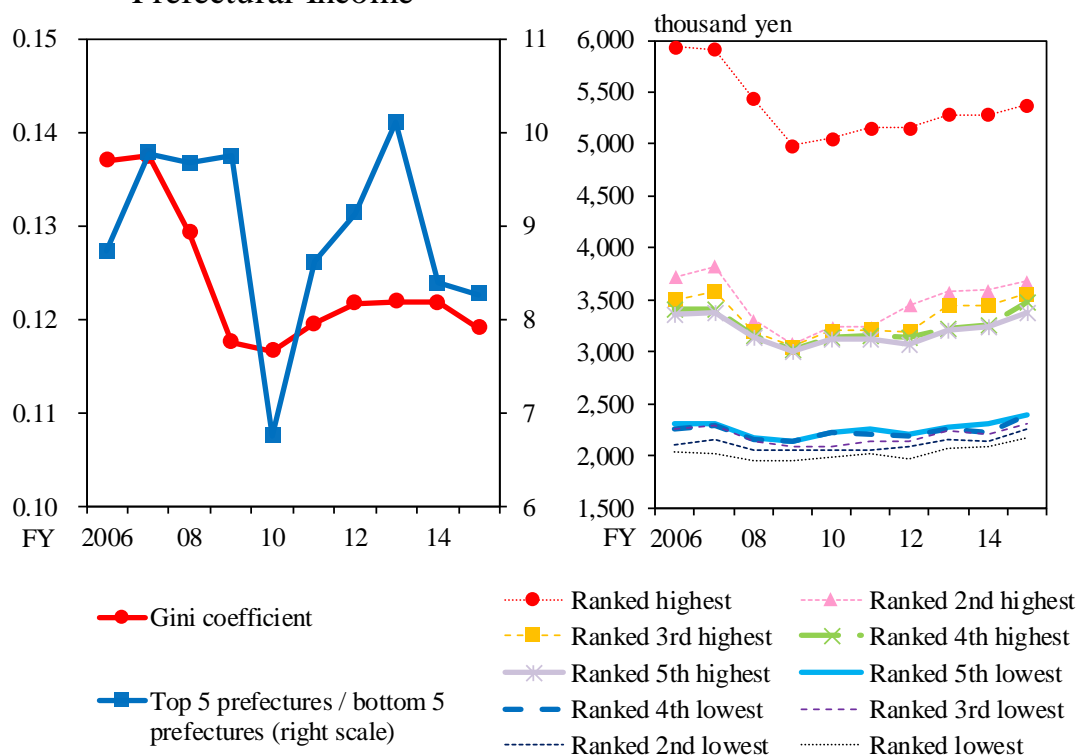 Prefectural Income
0.15
0.14
0.13
0.12
0.11
0.10
11
10
9
8
7
6
FY 2006 08 10 12 14
thousand yen
6,000
5,500
5,000
4,500
4,000
3,500
3,000
2,500
2,000
1,500
FY 2006 08 10 12 14
Gini coefficient
Top 5 prefectures / bottom 5
prefectures (right scale)
Ranked highest
Ranked 2nd highest
Ranked 3rd highest
Ranked 4th highest
Ranked 5th highest
Ranked 5th lowest
Ranked 4th lowest
Ranked 3rd lowest
Ranked 2nd lowest
Ranked lowest